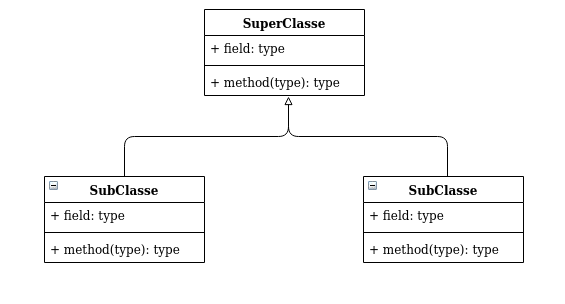 SuperClasse
+ field: type
+ method(type): type
SubClasse
+ field: type
+ method(type): type
SubClasse
+ field: type
+ method(type): type